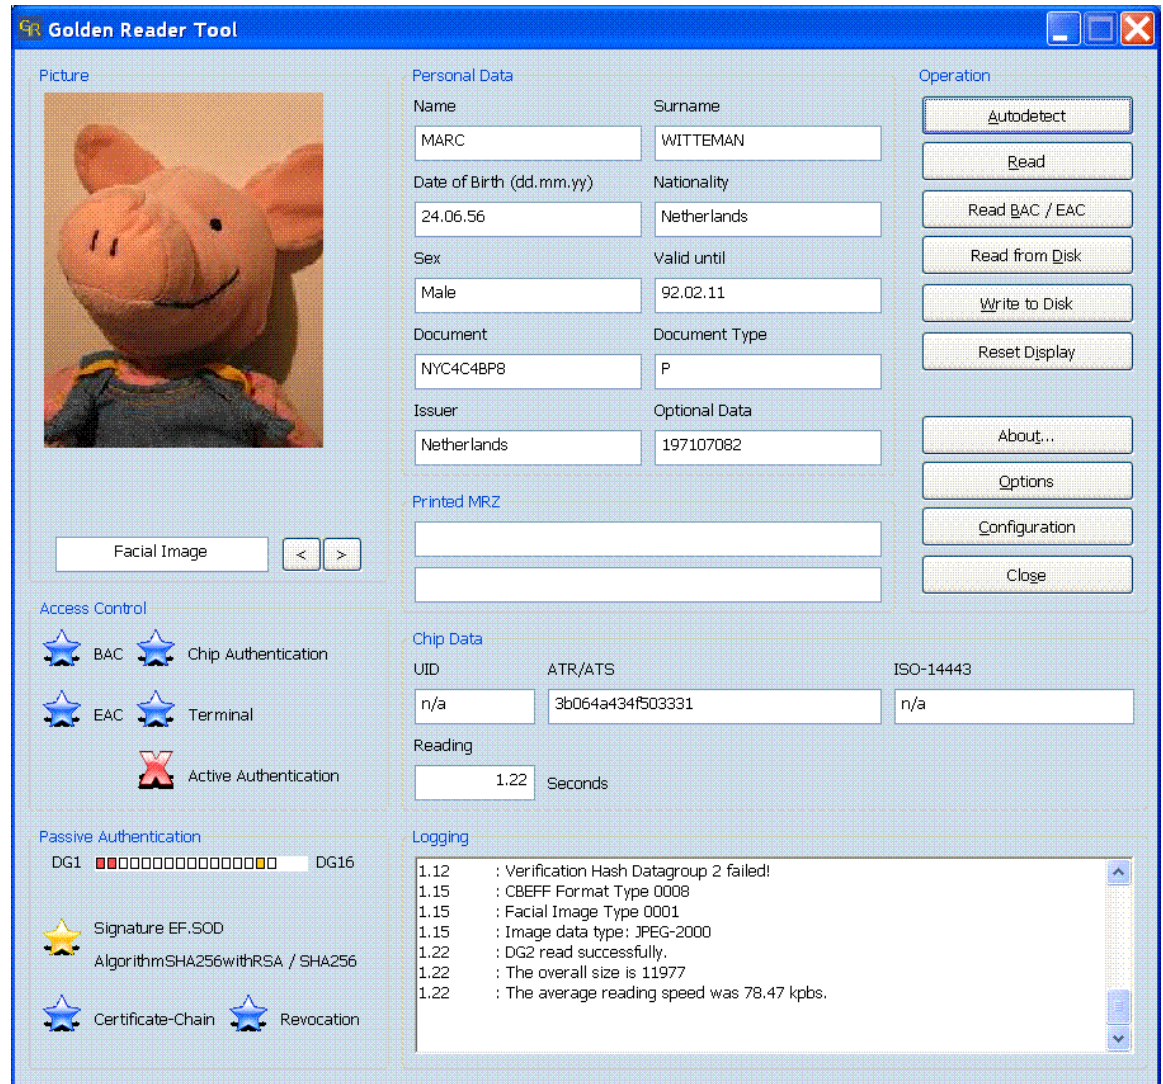 GR Golden Reader Tool
Picture
Facial Image
<
>
Personal Data
Name Surname
MARC WITTEMAN
Date of Birth (dd.mm.yy) Nationality
24.06.56 Netherlands
Sex Valid until
Male 92.02.11
Document Document Type
NYC4C4BP8 P
Issuer Optional Data
Netherlands 197107082
Printed MRZ
Operation
Autodetect
Read
Read BAC / EAC
Read from Disk
Write to Disk
Reset Display
About...
Options
Configuration
Close
Access Control
BAC Chip Authentication
EAC Terminal
Active Authentication
Chip Data
UID ATR/ATS ISO-14443
n/a 3b064a434f503331 n/a
Reading
1.22 Seconds
Passive Authentication
DG1 DG16
Signature EF.SOD
AlgorithmSHA256withRSA / SHA256
Certificate-Chain Revocation
Logging
1.12 : Verification Hash Datagroup 2 failed!
1.15 : CBEFF Format Type 0008
1.15 : Facial Image Type 0001
1.15 : Image data type: JPEG-2000
1.22 : DG2 read successfully.
1.22 : The overall size is 11977
1.22 : The average reading speed was 78.47 kpbs.